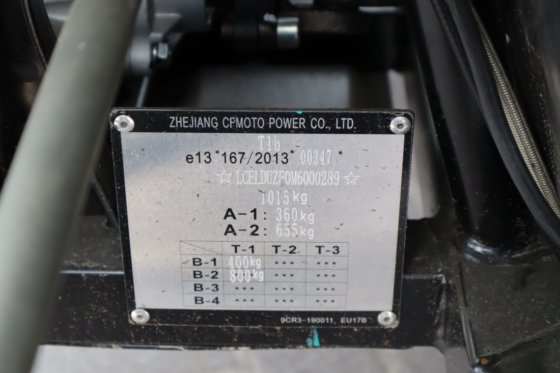 ZHEJIANG CFMOTO POWER CO., LTD.
T1b
e13*167/2013*00347*
☆LCELDUZF0M6000289☆
1015kg
A-1: 360kg
A-2: 655kg
T-1 T-2 T-3
B-1 400kg --- ---
B-2 800kg --- ---
B-3 --- --- ---
B-4 --- --- ---
9CR3-190011, EU17B